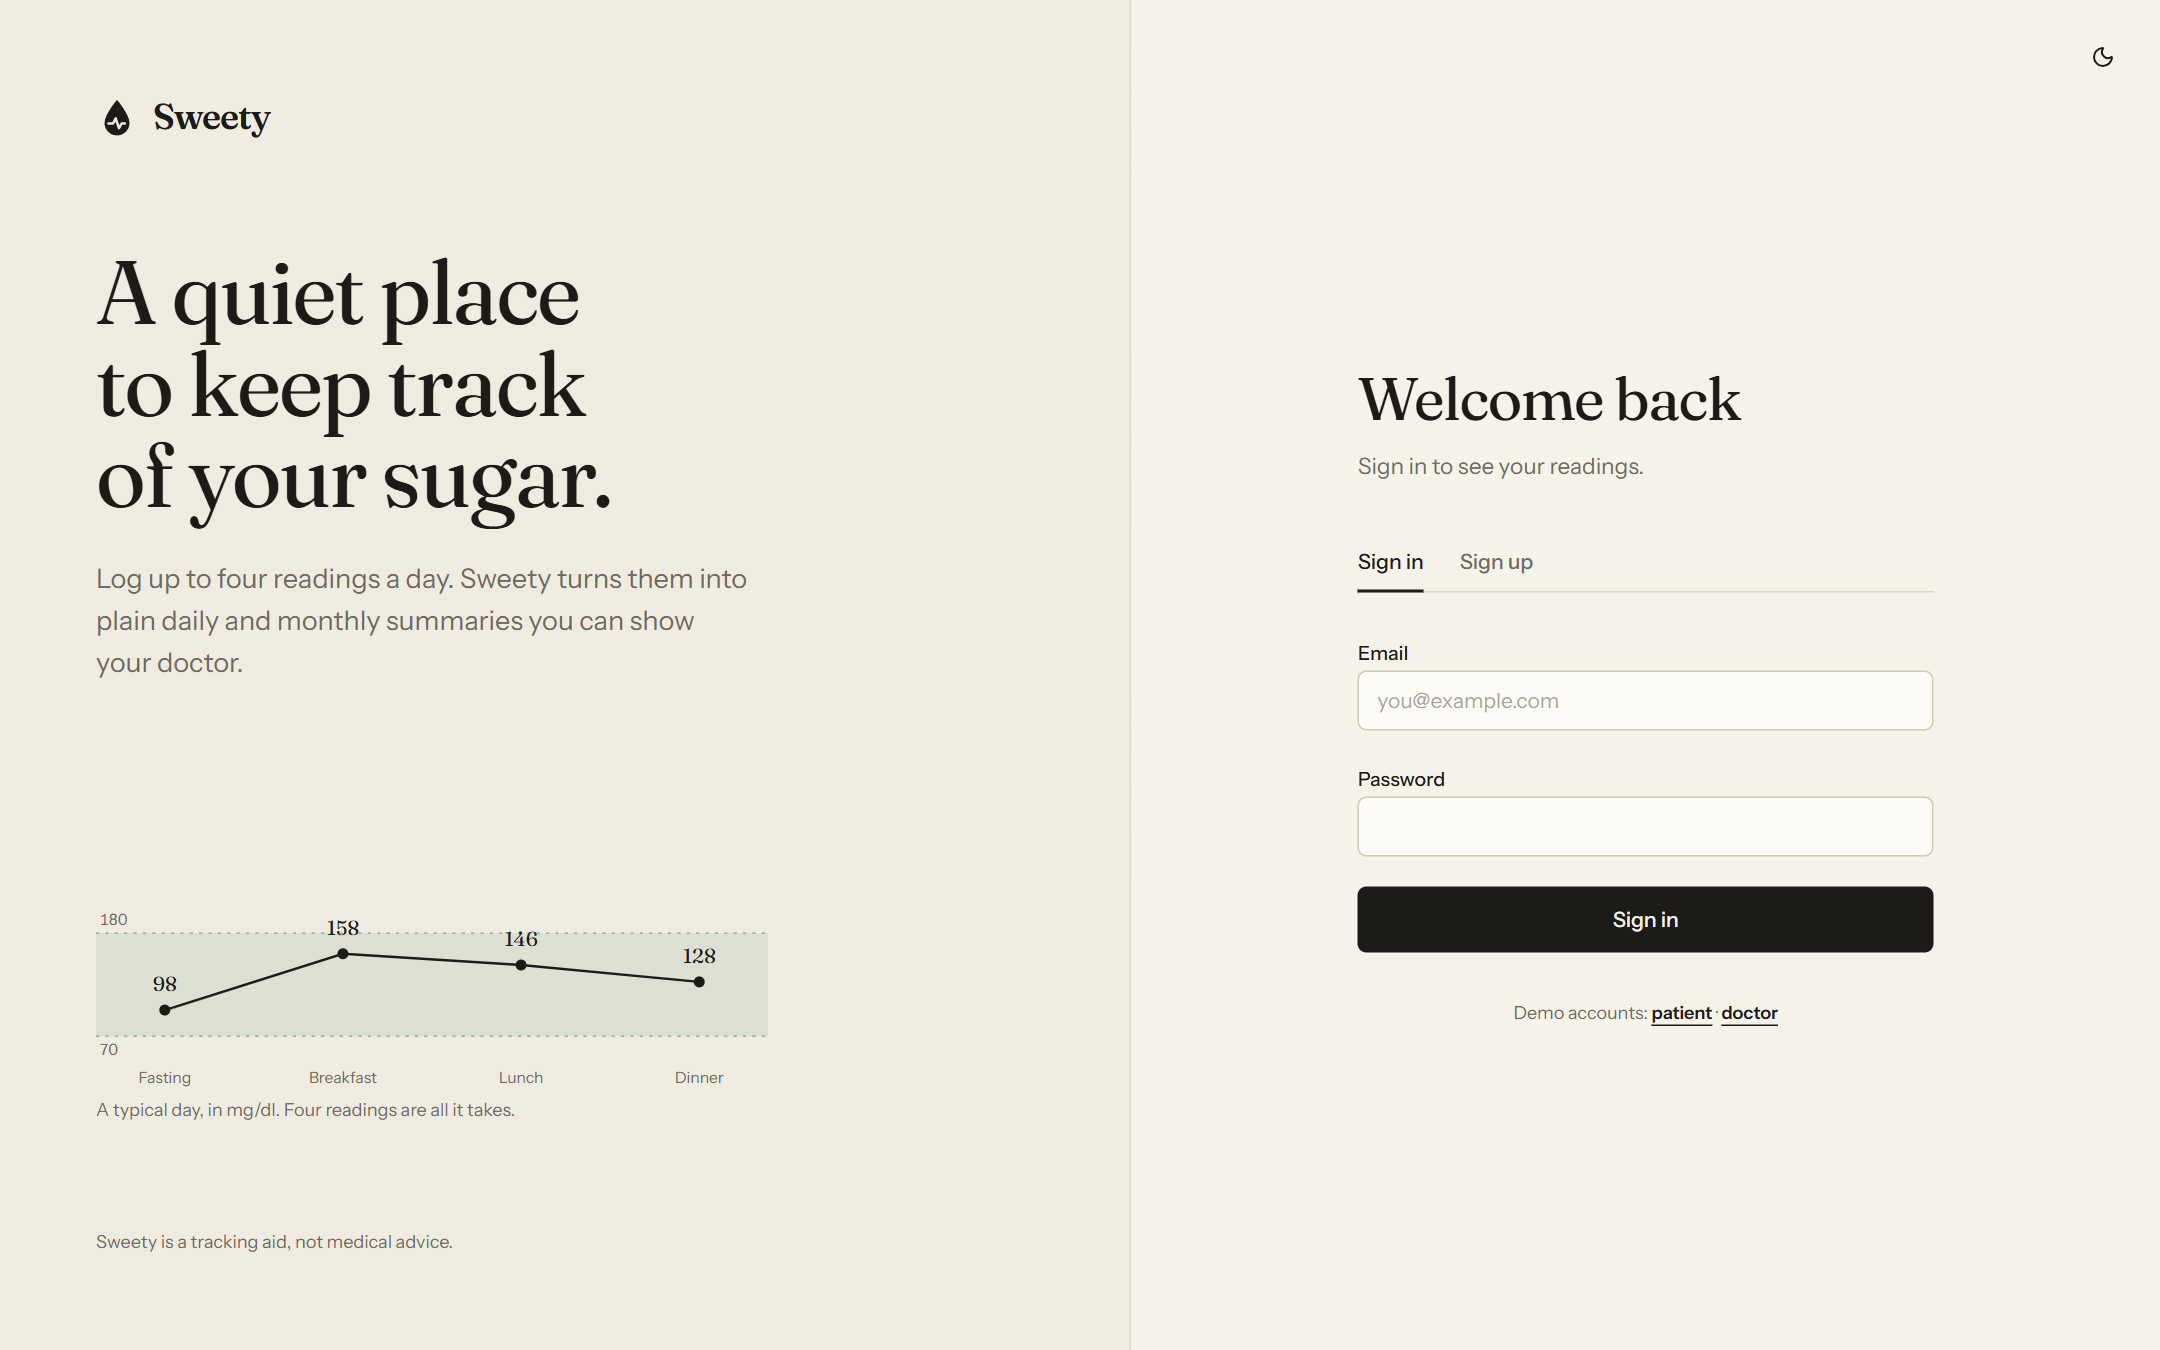 Sweety
A quiet place
to keep track
of your sugar.
Log up to four readings a day. Sweety turns them into
plain daily and monthly summaries you can show
your doctor.
180
98
158
146
128
70
Fasting Breakfast Lunch Dinner
A typical day, in mg/dl. Four readings are all it takes.
Sweety is a tracking aid, not medical advice.
Welcome back
Sign in to see your readings.
Sign in Sign up
Email
you@example.com
Password
Sign in
Demo accounts: patient · doctor